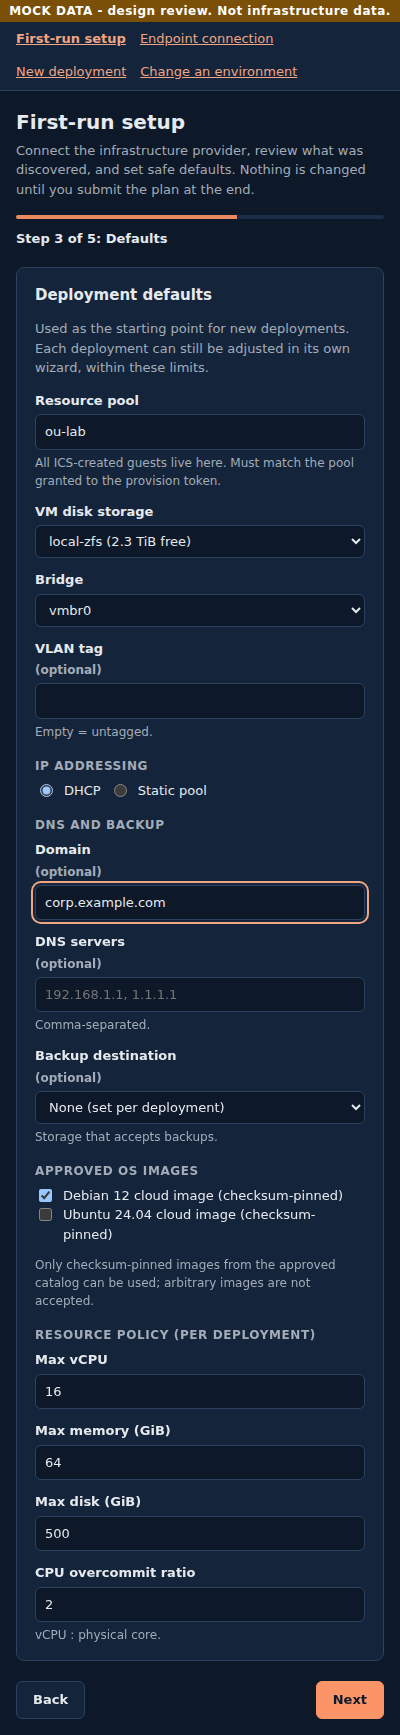 MOCK DATA - design review. Not infrastructure data.
First-run setup Endpoint connection
New deployment Change an environment
First-run setup
Connect the infrastructure provider, review what was
discovered, and set safe defaults. Nothing is changed
until you submit the plan at the end.
Step 3 of 5: Defaults
Deployment defaults
Used as the starting point for new deployments.
Each deployment can still be adjusted in its own
wizard, within these limits.
Resource pool
ou-lab
All ICS-created guests live here. Must match the pool
granted to the provision token.
VM disk storage
local-zfs (2.3 TiB free)
Bridge
vmbr0
VLAN tag
(optional)
Empty = untagged.
IP ADDRESSING
DHCP Static pool
DNS AND BACKUP
Domain
(optional)
corp.example.com
DNS servers
(optional)
192.168.1.1, 1.1.1.1
Comma-separated.
Backup destination
(optional)
None (set per deployment)
Storage that accepts backups.
APPROVED OS IMAGES
Debian 12 cloud image (checksum-pinned)
Ubuntu 24.04 cloud image (checksum-
pinned)
Only checksum-pinned images from the approved
catalog can be used; arbitrary images are not
accepted.
RESOURCE POLICY (PER DEPLOYMENT)
Max vCPU
16
Max memory (GiB)
64
Max disk (GiB)
500
CPU overcommit ratio
2
vCPU : physical core.
Back Next